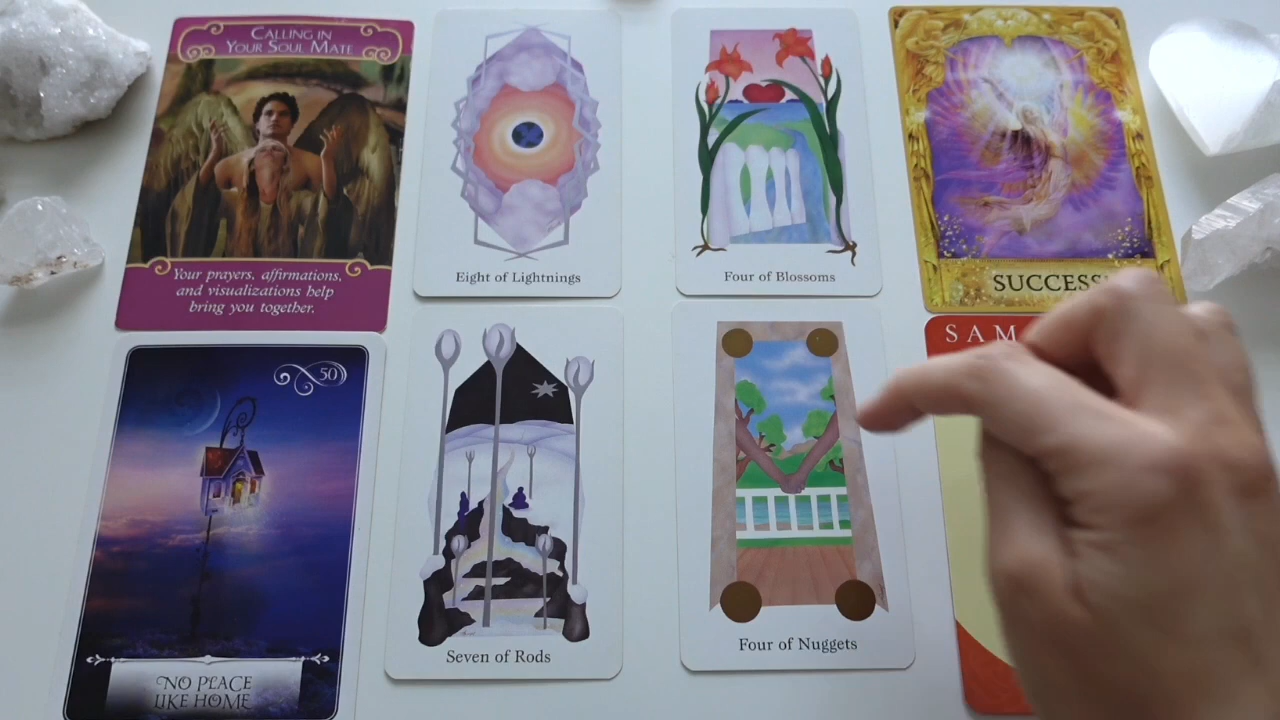 CALLING IN
YOUR SOUL MATE
Your prayers, affirmations,
and visualizations help
bring you together.
Eight of Lightnings
Four of Blossoms
SUCCESS
50
NO PLACE
LIKE HOME
Seven of Rods
Four of Nuggets